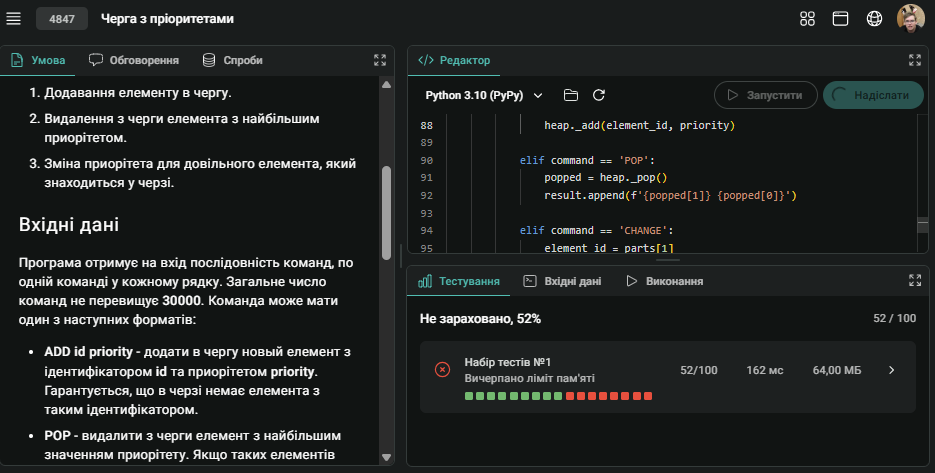 4847 Черга з пріоритетами
Умова Обговорення Спроби
1. Додавання елементу в чергу.
2. Видалення з черги елемента з найбільшим
приорітетом.
3. Зміна приорітета для довільного елемента, який
знаходиться у черзі.
Вхідні дані
Програма отримує на вхід послідовність команд, по
одній команді у кожному рядку. Загальне число
команд не перевищує 30000. Команда може мати
один з наступних форматів:
• ADD id priority - додати в чергу новый елемент з
ідентифікатором id та приорітетом priority.
Гарантується, що в черзі немає елемента з
таким ідентифікатором.
• POP - видалити з черги елемент з найбільшим
значенням приорітету. Якщо таких елементів
Редактор
Python 3.10 (PyPy) Запустити Надіслати
88 heap._add(element_id, priority)
89
90 elif command == 'POP':
91 popped = heap._pop()
92 result.append(f'{popped[1]} {popped[0]}')
93
94 elif command == 'CHANGE':
95 element_id = parts[1]
Тестування Вхідні дані Виконання
Не зараховано, 52% 52 / 100
Набір тестів №1
Вичерпано ліміт пам'яті
52/100 162 мс 64,00 МБ